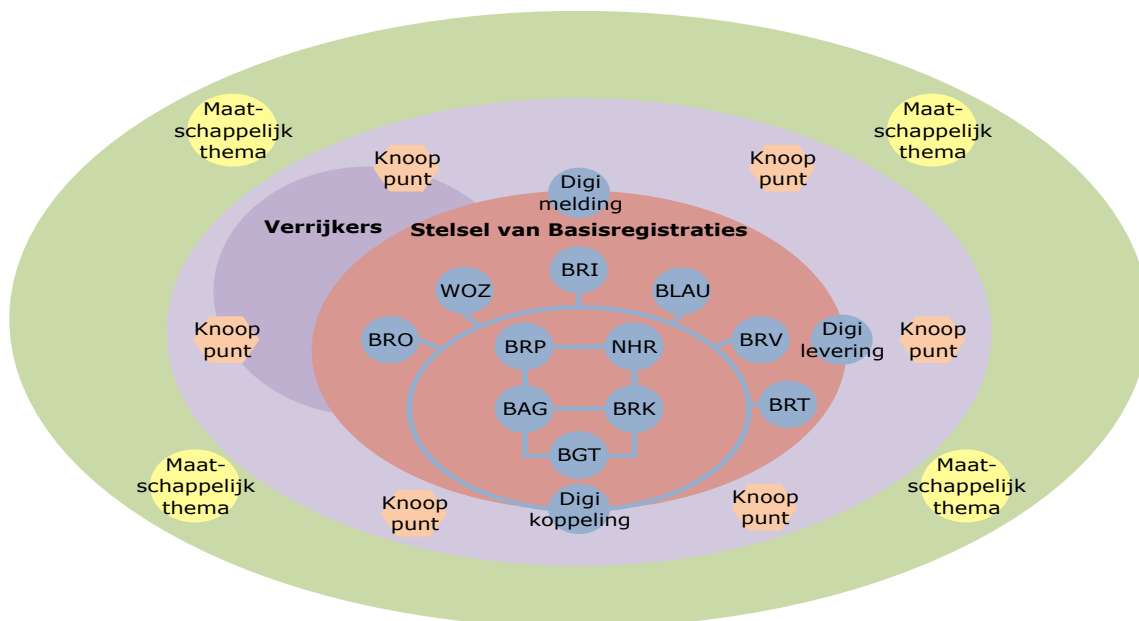 Maat-
schappelijk
thema
Maat-
schappelijk
thema
Knoop
punt
Knoop
punt
Digi
melding
Verrijkers
Stelsel van Basisregistraties
BRI
WOZ
BLAU
BRO
BRP
NHR
BRV
Digi
levering
Knoop
punt
Knoop
punt
BAG
BRK
BRT
BGT
Maat-
schappelijk
thema
Maat-
schappelijk
thema
Knoop
punt
Digi
koppeling
Knoop
punt